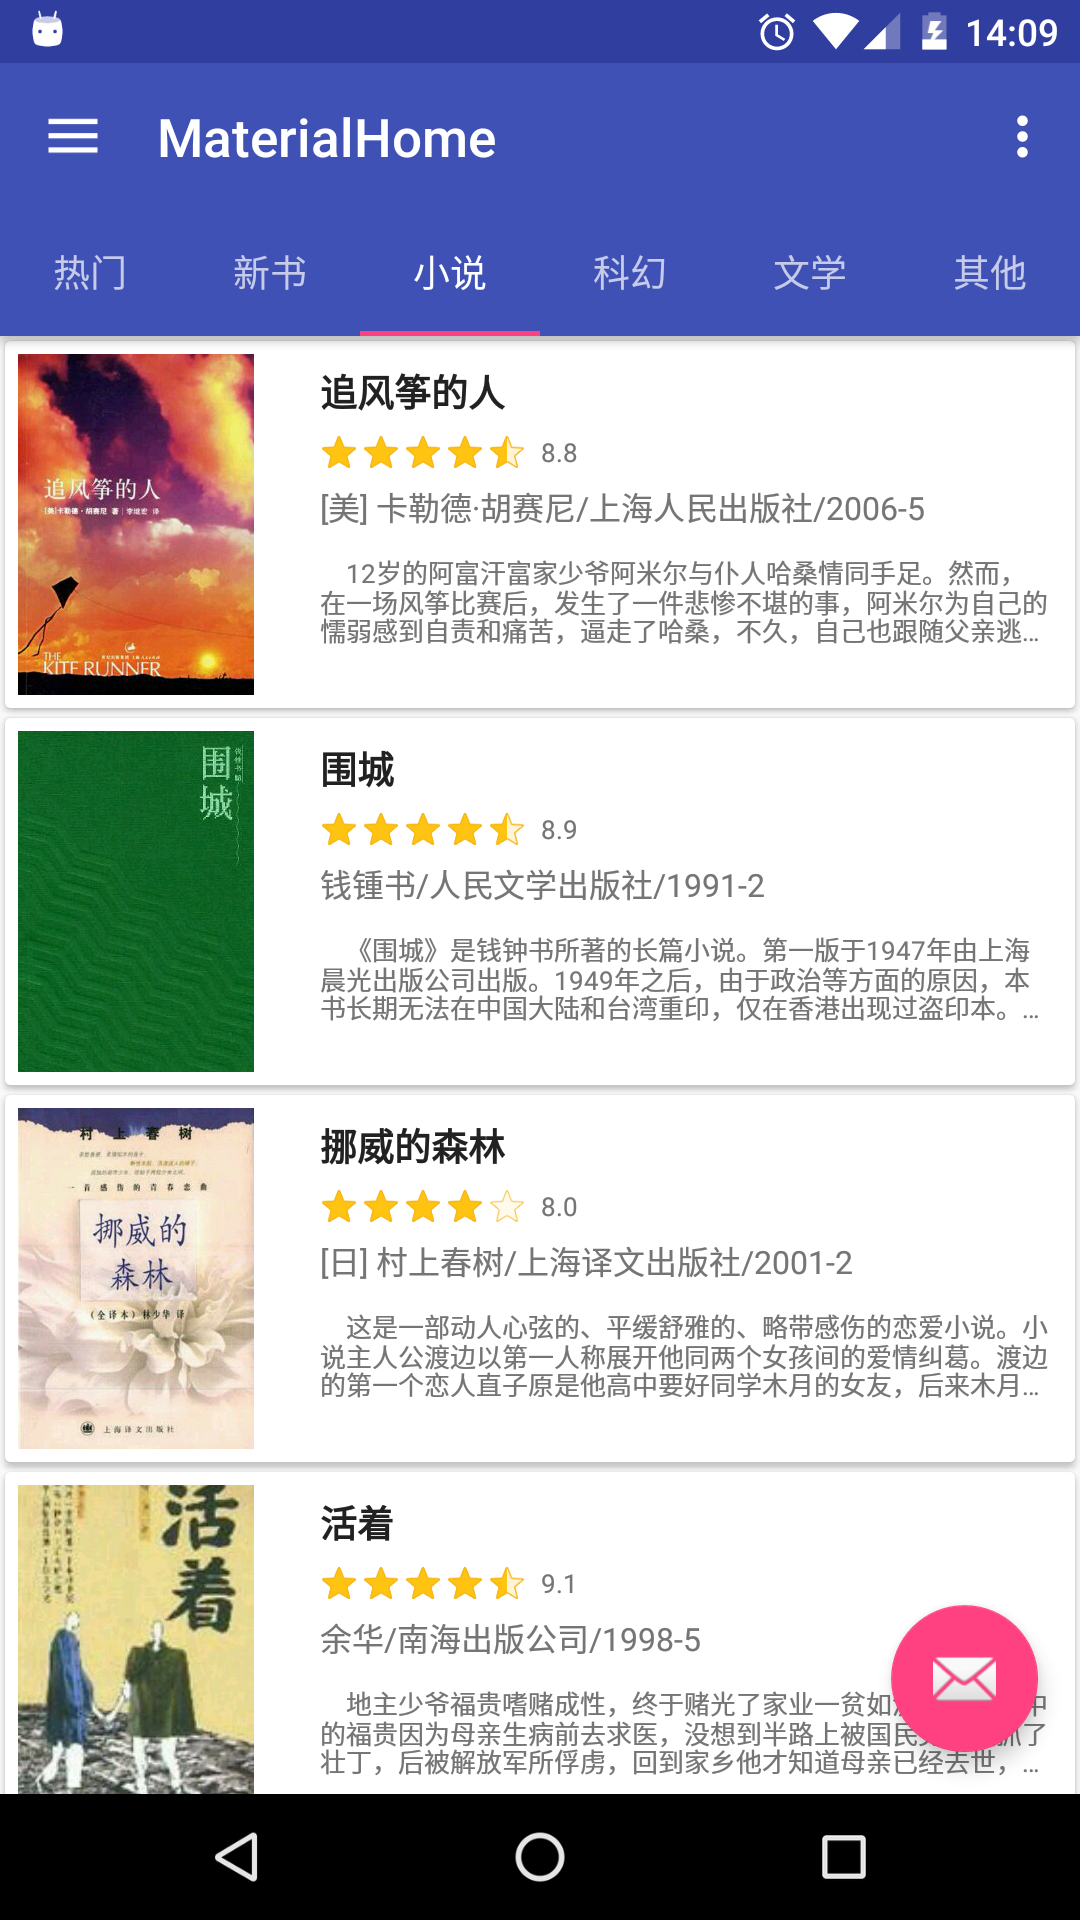 14:09
MaterialHome
热门 新书 小说 科幻 文学 其他
追风筝的人
[美]卡勒德·胡赛尼 著 | 李继宏 译
THE
KITE RUNNER
追风筝的人
8.8
[美] 卡勒德·胡赛尼/上海人民出版社/2006-5
12岁的阿富汗富家少爷阿米尔与仆人哈桑情同手足。然而，
在一场风筝比赛后，发生了一件悲惨不堪的事，阿米尔为自己的
懦弱感到自责和痛苦，逼走了哈桑，不久，自己也跟随父亲逃…
围城
围城
8.9
钱锺书/人民文学出版社/1991-2
《围城》是钱钟书所著的长篇小说。第一版于1947年由上海
晨光出版公司出版。1949年之后，由于政治等方面的原因，本
书长期无法在中国大陆和台湾重印，仅在香港出现过盗印本。…
村上春树
一首感伤的青春恋曲
挪威的
森林
（全译本）林少华 译
上海译文出版社
挪威的森林
8.0
[日] 村上春树/上海译文出版社/2001-2
这是一部动人心弦的、平缓舒雅的、略带感伤的恋爱小说。小
说主人公渡边以第一人称展开他同两个女孩间的爱情纠葛。渡边
的第一个恋人直子原是他高中要好同学木月的女友，后来木月…
活着
活着
9.1
余华/南海出版公司/1998-5
地主少爷福贵嗜赌成性，终于赌光了家业一贫如
的福贵因为母亲生病前去求医，没想到半路上被国民 抓了
壮丁，后被解放军所俘虏，回到家乡他才知道母亲已经去世，…